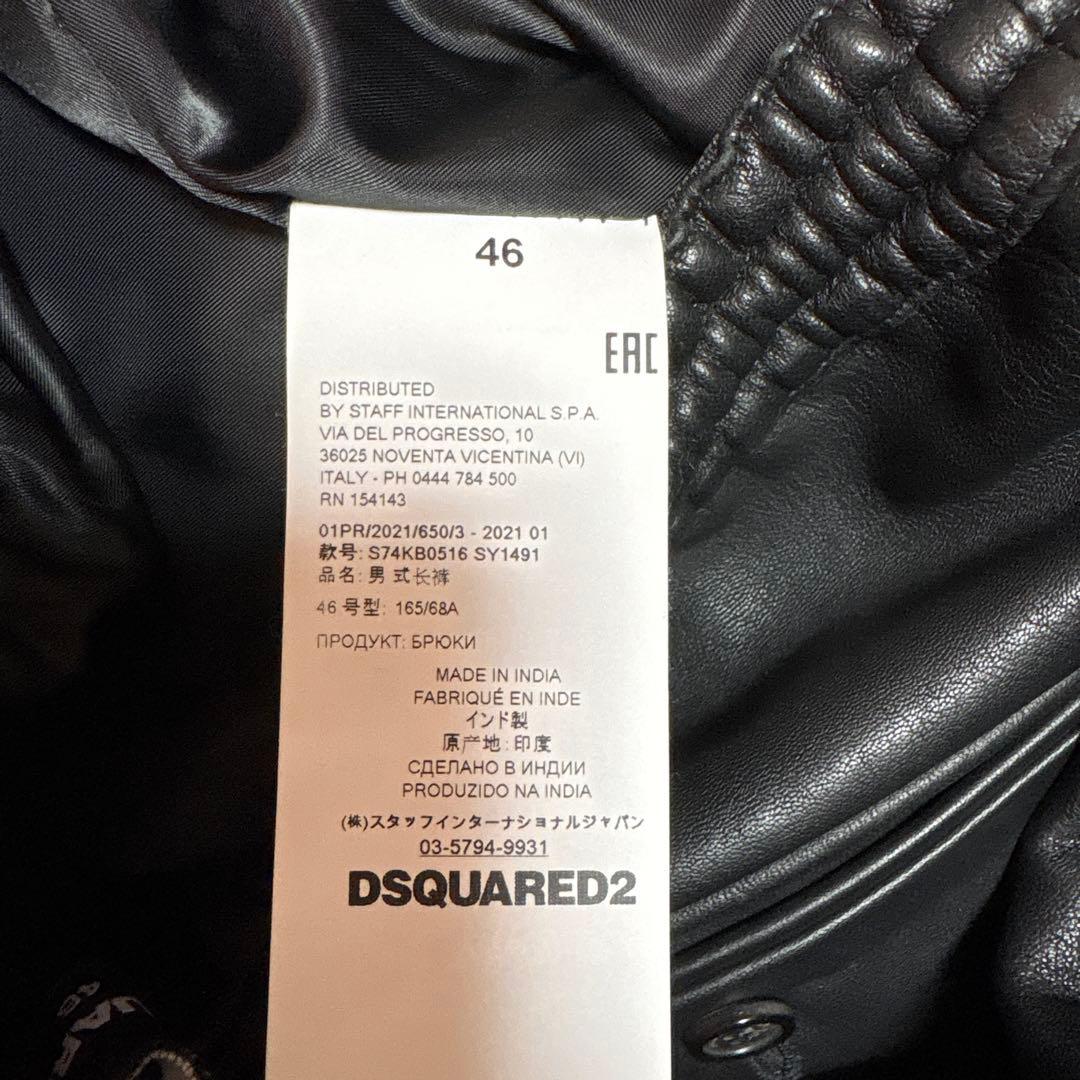 46
EAC
DISTRIBUTED
BY STAFF INTERNATIONAL S.P.A.
VIA DEL PROGRESSO, 10
36025 NOVENTA VICENTINA (VI)
ITALY - PH 0444 784 500
RN 154143
01PR/2021/650/3 - 2021 01
款号: S74KB0516 SY1491
品名: 男 式长裤
46 号型: 165/68A
ПРОДУКТ: БРЮКИ
MADE IN INDIA
FABRIQUÉ EN INDE
インド製
原产地:印度
СДЕЛАНО В ИНДИИ
PRODUZIDO NA INDIA
(株)スタッフインターナショナルジャパン
03-5794-9931
DSQUARED2